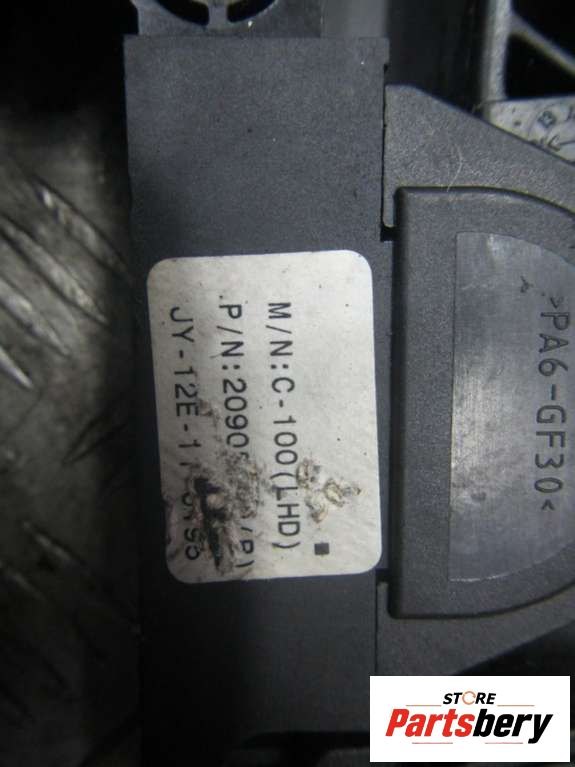 M/N:C-100(LHD)
P/N:2090
JY-12E-1
>PA6-GF30<
STORE
Partsbery